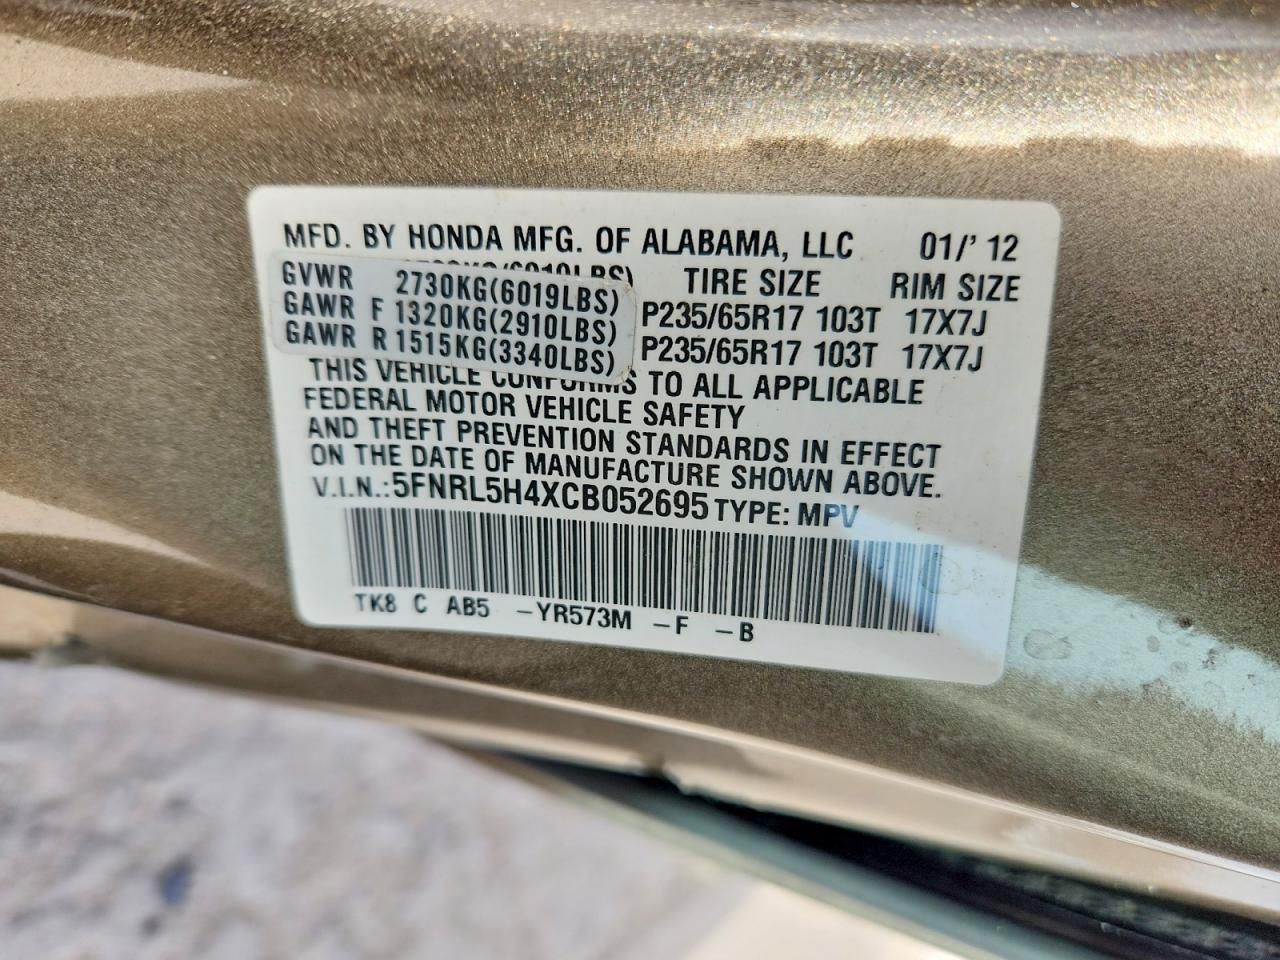 MFD. BY HONDA MFG. OF ALABAMA, LLC 01/' 12
GVWR 2730KG(6019LBS) TIRE SIZE RIM SIZE
GAWR F 1320KG(2910LBS) P235/65R17 103T 17X7J
GAWR R 1515KG(3340LBS) P235/65R17 103T 17X7J
THIS VEHICLE CONFORMS TO ALL APPLICABLE
FEDERAL MOTOR VEHICLE SAFETY
AND THEFT PREVENTION STANDARDS IN EFFECT
ON THE DATE OF MANUFACTURE SHOWN ABOVE.
V.I.N.:5FNRL5H4XCB052695 TYPE: MPV
TK8 C AB5 -YR573M -F -B